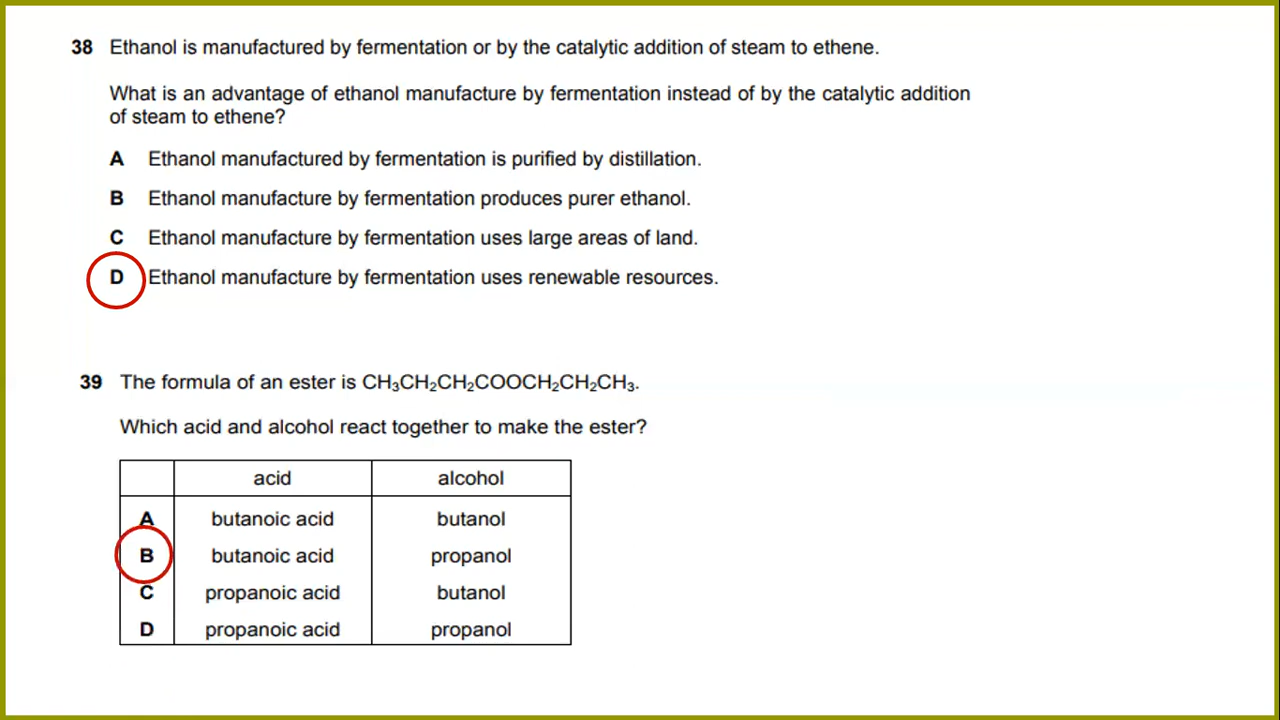 38 Ethanol is manufactured by fermentation or by the catalytic addition of steam to ethene.
What is an advantage of ethanol manufacture by fermentation instead of by the catalytic addition
of steam to ethene?
A Ethanol manufactured by fermentation is purified by distillation.
B Ethanol manufacture by fermentation produces purer ethanol.
C Ethanol manufacture by fermentation uses large areas of land.
D Ethanol manufacture by fermentation uses renewable resources.
39 The formula of an ester is CH₃CH₂CH₂COOCH₂CH₂CH₃.
Which acid and alcohol react together to make the ester?
acid alcohol
A butanoic acid butanol
B butanoic acid propanol
C propanoic acid butanol
D propanoic acid propanol